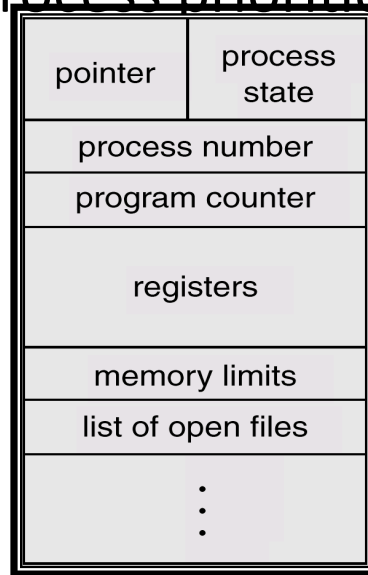 pointer
process
state
process number
program counter
registers
memory limits
list of open files